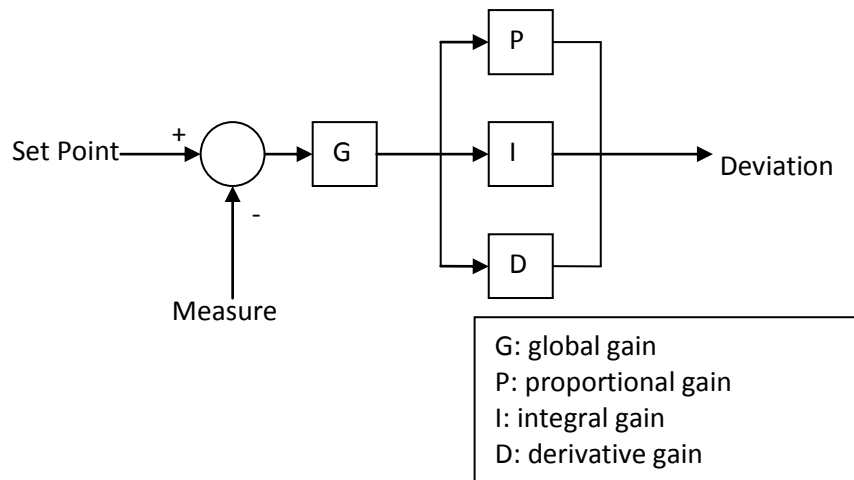 P
+
Set Point
G
I
Deviation
-
D
Measure
G: global gain
P: proportional gain
I: integral gain
D: derivative gain